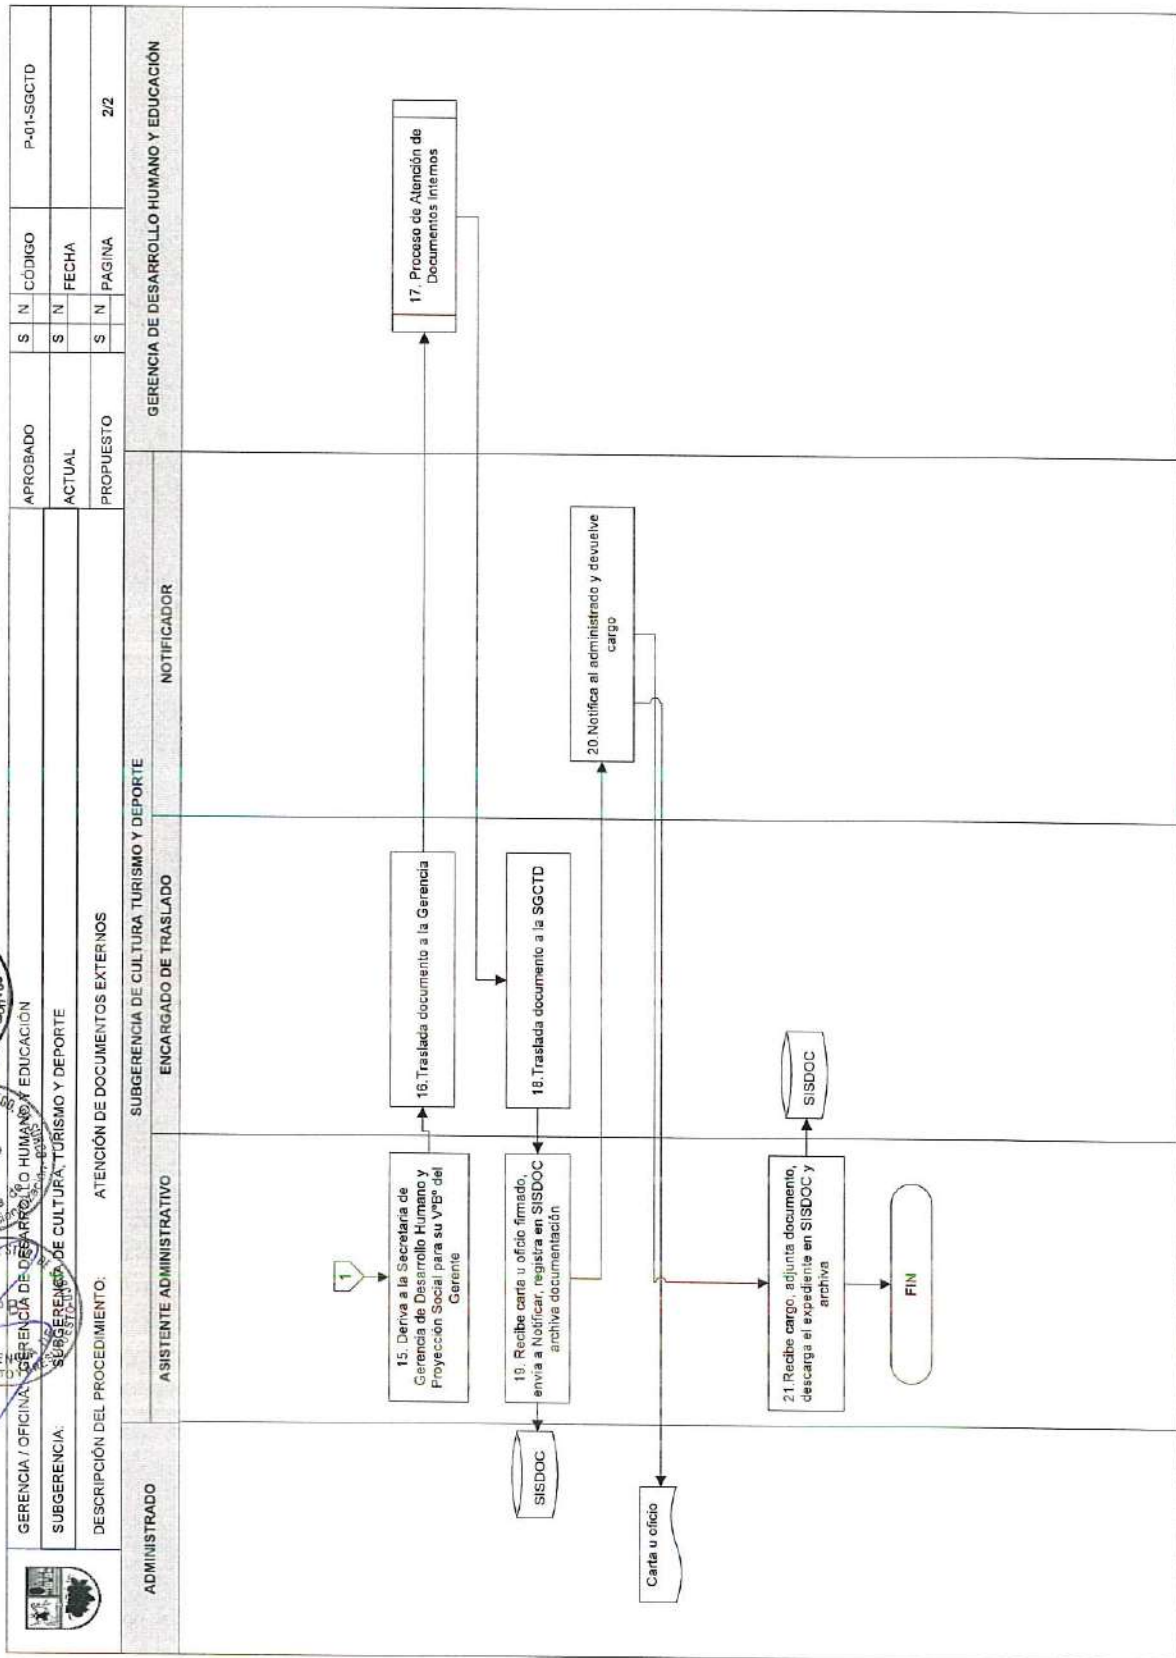 GERENCIA / OFICINA: GERENCIA DE DESARROLLO HUMANO Y EDUCACIÓN
APROBADO
S N
CÓDIGO
P-01-SGCTD
SUBGERENCIA: SUBGERENCIA DE CULTURA, TURISMO Y DEPORTE
ACTUAL
S N
FECHA
DESCRIPCIÓN DEL PROCEDIMIENTO: ATENCIÓN DE DOCUMENTOS EXTERNOS
PROPUESTO
S N
PAGINA
2/2
ADMINISTRADO
SUBGERENCIA DE CULTURA TURISMO Y DEPORTE
GERENCIA DE DESARROLLO HUMANO Y EDUCACIÓN
ASISTENTE ADMINISTRATIVO
ENCARGADO DE TRASLADO
NOTIFICADOR
1
15. Deriva a la Secretaria de
Gerencia de Desarrollo Humano y
Proyección Social para su VºBº del
Gerente
16.Traslada documento a la Gerencia
17. Proceso de Atención de
Documentos Internos
18.Traslada documento a la SGCTD
19. Recibe carta u oficio firmado,
envia a Notificar, registra en SISDOC
archiva documentación
SISDOC
20.Notifica al administrado y devuelve
cargo
Carta u oficio
21.Recibe cargo, adjunta documento,
descarga el expediente en SISDOC y
archiva
SISDOC
FIN